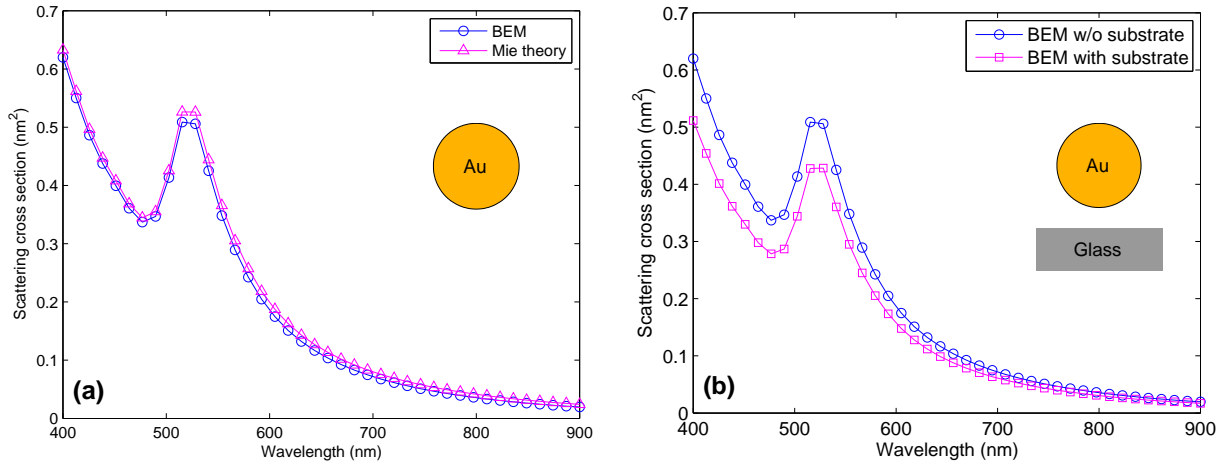 0.7
0.6
0.5
0.4
0.3
0.2
0.1
0
400 500 600 700 800 900
Wavelength (nm)
Scattering cross section (nm²)
BEM
Mie theory
Au
(a)
0.7
0.6
0.5
0.4
0.3
0.2
0.1
0
400 500 600 700 800 900
Wavelength (nm)
Scattering cross section (nm²)
BEM w/o substrate
BEM with substrate
Au
Glass
(b)